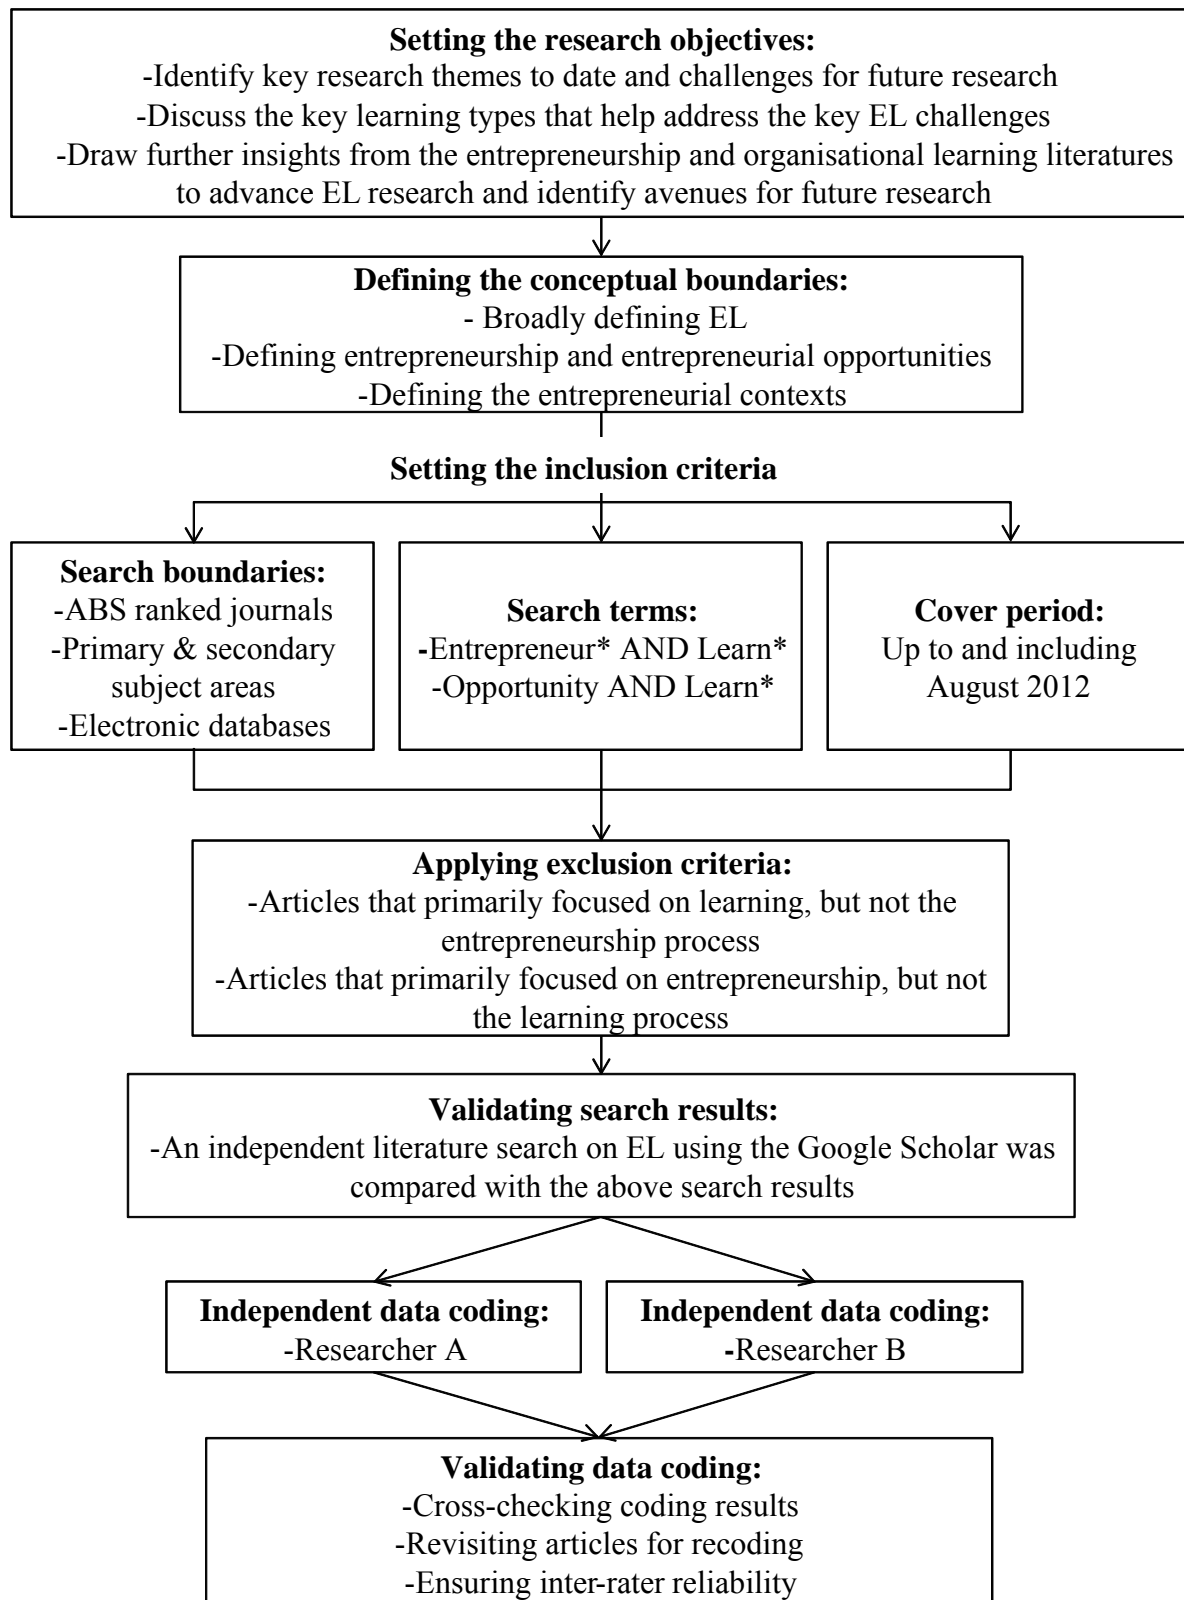 Setting the research objectives:
-Identify key research themes to date and challenges for future research
-Discuss the key learning types that help address the key EL challenges
-Draw further insights from the entrepreneurship and organisational learning literatures
to advance EL research and identify avenues for future research
Defining the conceptual boundaries:
- Broadly defining EL
-Defining entrepreneurship and entrepreneurial opportunities
-Defining the entrepreneurial contexts
Setting the inclusion criteria
Search boundaries:
-ABS ranked journals
-Primary & secondary
subject areas
-Electronic databases
Search terms:
-Entrepreneur* AND Learn*
-Opportunity AND Learn*
Cover period:
Up to and including
August 2012
Applying exclusion criteria:
-Articles that primarily focused on learning, but not the
entrepreneurship process
-Articles that primarily focused on entrepreneurship, but not
the learning process
Validating search results:
-An independent literature search on EL using the Google Scholar was
compared with the above search results
Independent data coding:
-Researcher A
Independent data coding:
-Researcher B
Validating data coding:
-Cross-checking coding results
-Revisiting articles for recoding
-Ensuring inter-rater reliability